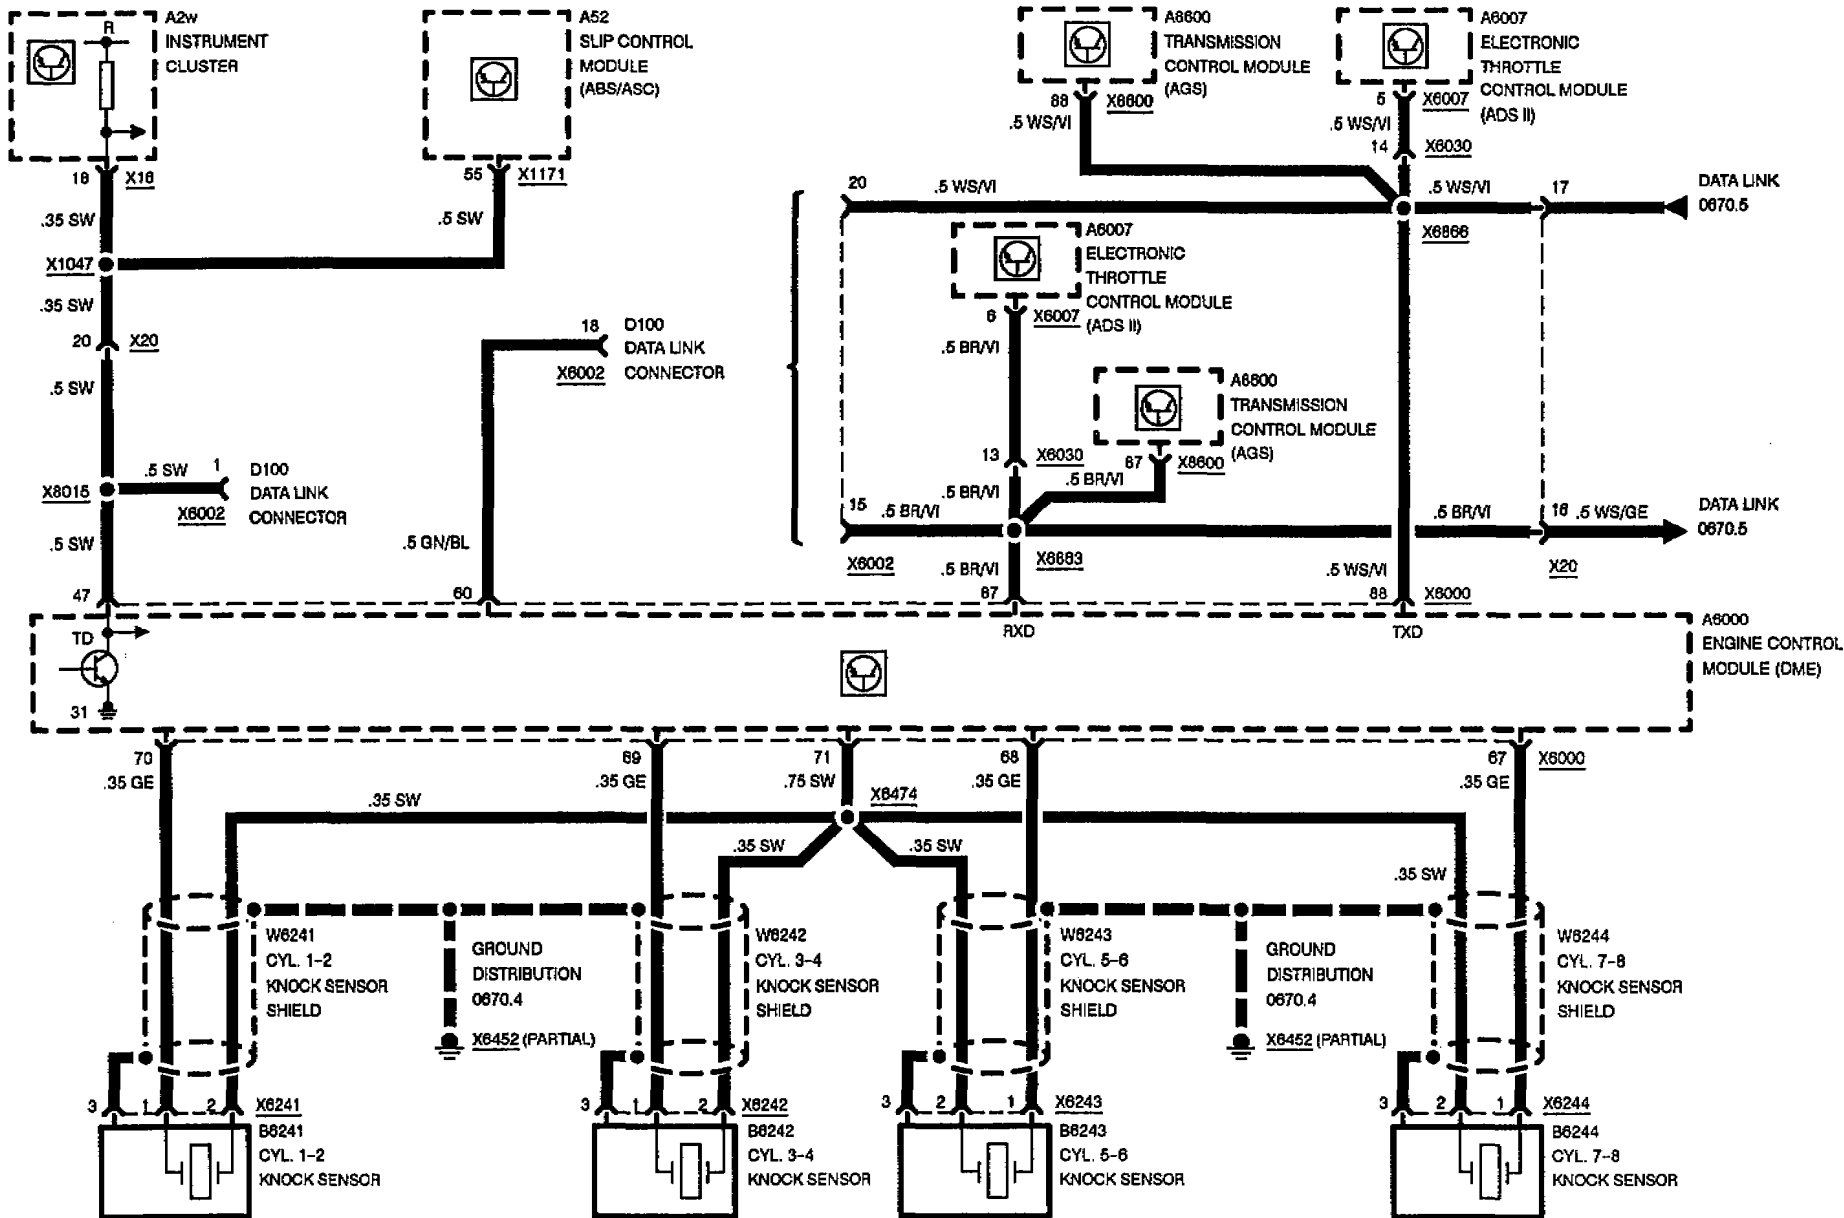 A2w
INSTRUMENT
CLUSTER
R
A52
SLIP CONTROL
MODULE
(ABS/ASC)
A8600
TRANSMISSION
CONTROL MODULE
(AGS)
A6007
ELECTRONIC
THROTTLE
CONTROL MODULE
(ADS II)
18 X16
55 X1171
88 X8600
5 X6007
.5 WS/VI
.5 WS/VI
14 X6030
.35 SW
.5 SW
20 .5 WS/VI
.5 WS/VI 17
DATA LINK
0670.5
X6866
X1047
.35 SW
20 X20
A6007
ELECTRONIC
THROTTLE
CONTROL MODULE
(ADS II)
6 X6007
.5 BR/VI
18 D100
DATA LINK
X6002 CONNECTOR
.5 SW
A8600
TRANSMISSION
CONTROL MODULE
(AGS)
13 X6030
87 X8600
.5 BR/VI
.5 BR/VI
.5 SW 1 D100
DATA LINK
X6002 CONNECTOR
X8015
.5 SW
.5 GN/BL
15 .5 BR/VI
.5 BR/VI 16 .5 WS/GE
DATA LINK
0670.5
X6002
.5 BR/VI
X6883
.5 WS/VI
X20
47
60
87
88 X6000
TD
RXD
TXD
31
A6000
ENGINE CONTROL
MODULE (DME)
70
.35 GE
69
.35 GE
71
.75 SW
68
.35 GE
67 X6000
.35 GE
.35 SW
X6474
.35 SW
.35 SW
.35 SW
W6241
CYL. 1-2
KNOCK SENSOR
SHIELD
GROUND
DISTRIBUTION
0670.4
X6452 (PARTIAL)
W6242
CYL. 3-4
KNOCK SENSOR
SHIELD
W6243
CYL. 5-6
KNOCK SENSOR
SHIELD
GROUND
DISTRIBUTION
0670.4
X6452 (PARTIAL)
W6244
CYL. 7-8
KNOCK SENSOR
SHIELD
3 1 2 X6241
B6241
CYL. 1-2
KNOCK SENSOR
3 1 2 X6242
B6242
CYL. 3-4
KNOCK SENSOR
3 2 1 X6243
B6243
CYL. 5-6
KNOCK SENSOR
3 2 1 X6244
B6244
CYL. 7-8
KNOCK SENSOR